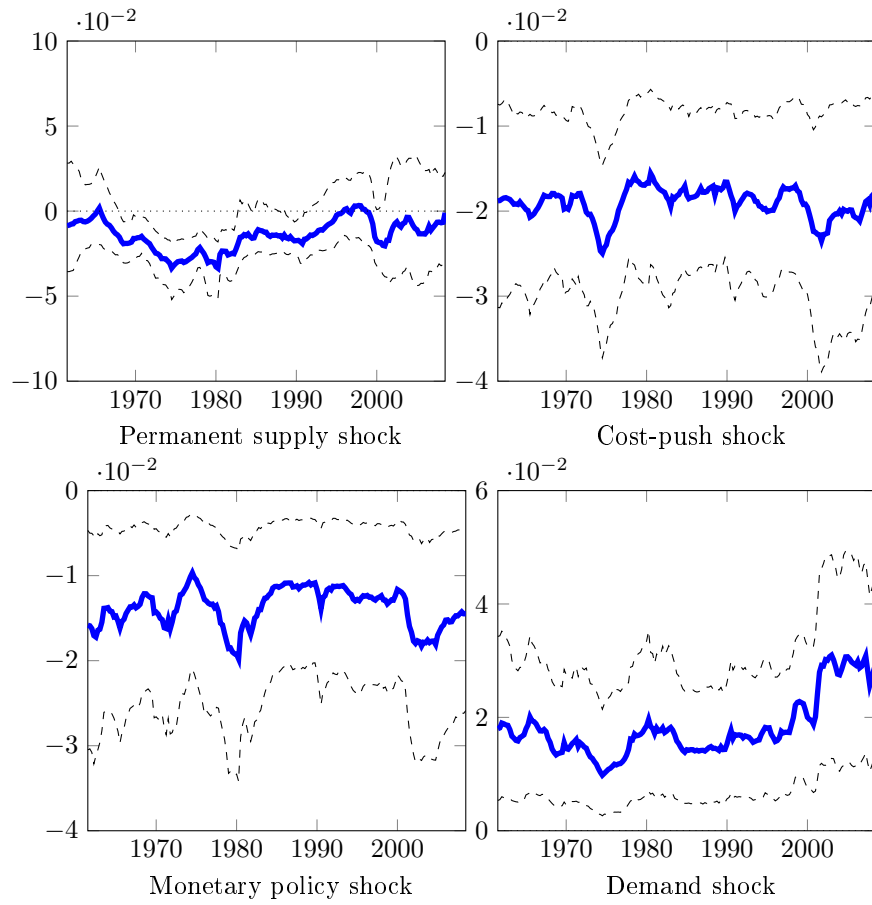 ·10⁻²
10
5
0
−5
−10
1970 1980 1990 2000
Permanent supply shock
·10⁻²
0
−1
−2
−3
−4
1970 1980 1990 2000
Cost-push shock
·10⁻²
0
−1
−2
−3
−4
1970 1980 1990 2000
Monetary policy shock
·10⁻²
6
4
2
0
1970 1980 1990 2000
Demand shock